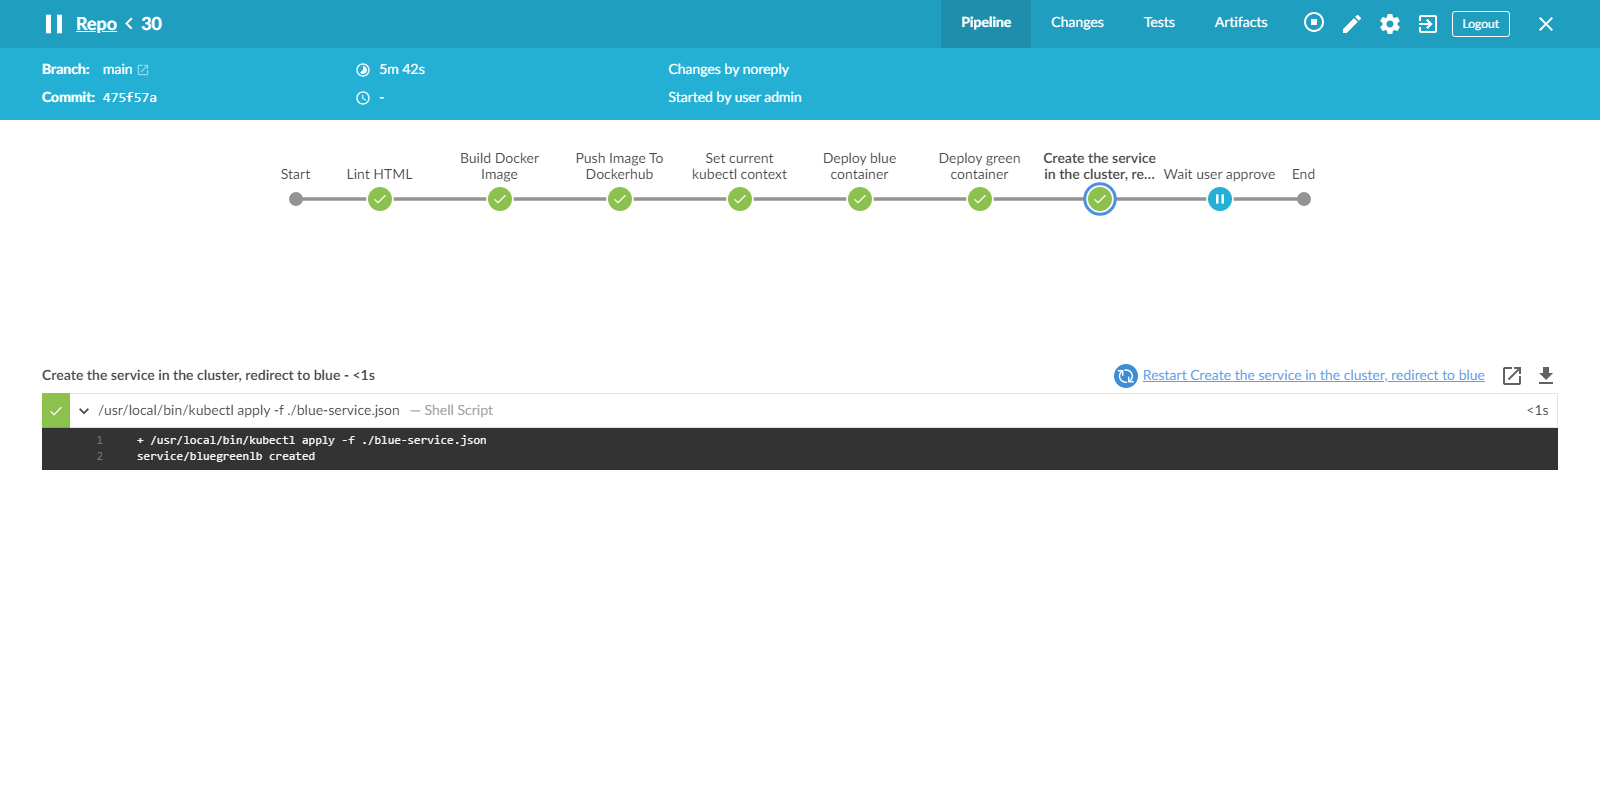 Repo < 30
Pipeline
Changes
Tests
Artifacts
Logout
Branch: main
5m 42s
Changes by noreply
Commit: 475f57a
-
Started by user admin
Start
Lint HTML
Build Docker
Image
Push Image To
Dockerhub
Set current
kubectl context
Deploy blue
container
Deploy green
container
Create the service
in the cluster, re...
Wait user approve
End
Create the service in the cluster, redirect to blue - <1s
Restart Create the service in the cluster, redirect to blue
/usr/local/bin/kubectl apply -f ./blue-service.json — Shell Script
<1s
1 + /usr/local/bin/kubectl apply -f ./blue-service.json
2 service/bluegreenlb created